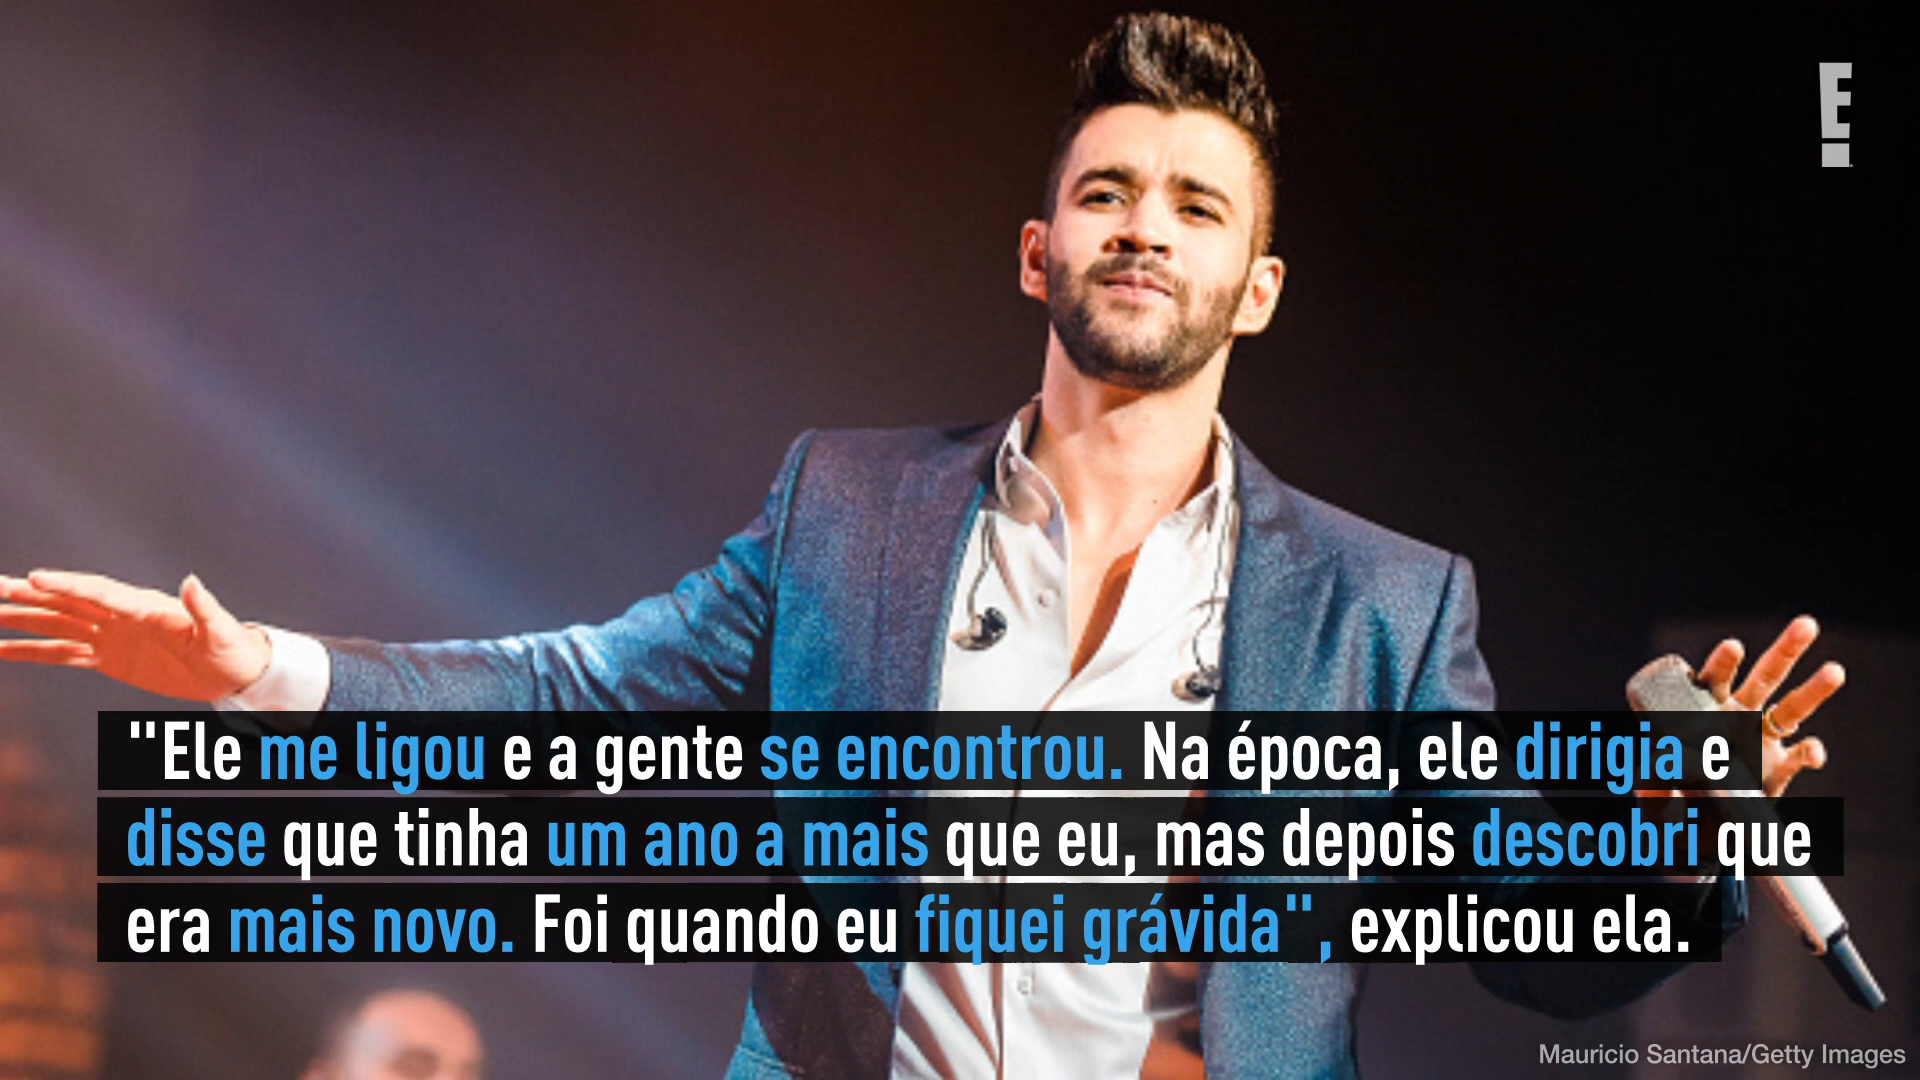 E!
"Ele me ligou e a gente se encontrou. Na época, ele dirigia e
disse que tinha um ano a mais que eu, mas depois descobri que
era mais novo. Foi quando eu fiquei grávida", explicou ela.
Mauricio Santana/Getty Images